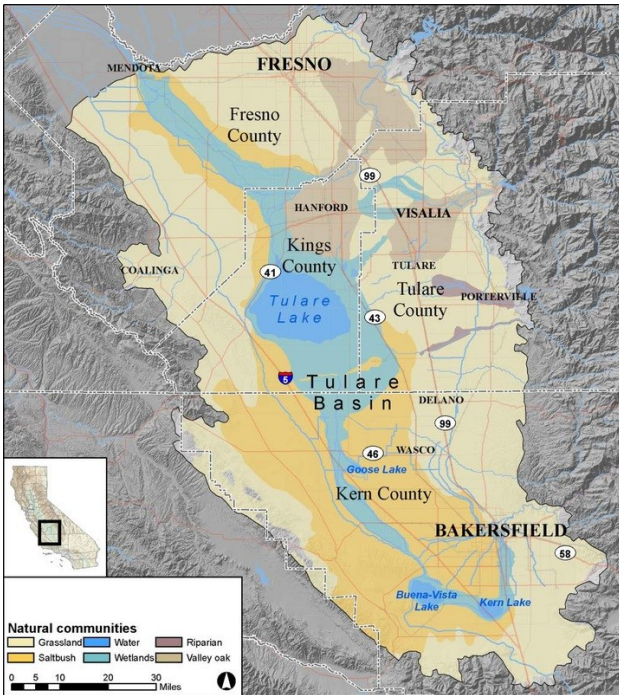 MENDOTA
FRESNO
Fresno
County
99
HANFORD
VISALIA
Kings
County
COALINGA
41
TULARE
Tulare
County
PORTERVILLE
Tulare
Lake
43
5
Tulare
Basin
DELANO
99
46
WASCO
Goose Lake
Kern County
BAKERSFIELD
58
Buena-Vista
Lake
Kern Lake
Natural communities
Grassland
Water
Riparian
Saltbush
Wetlands
Valley oak
0 5 10 20 30
Miles